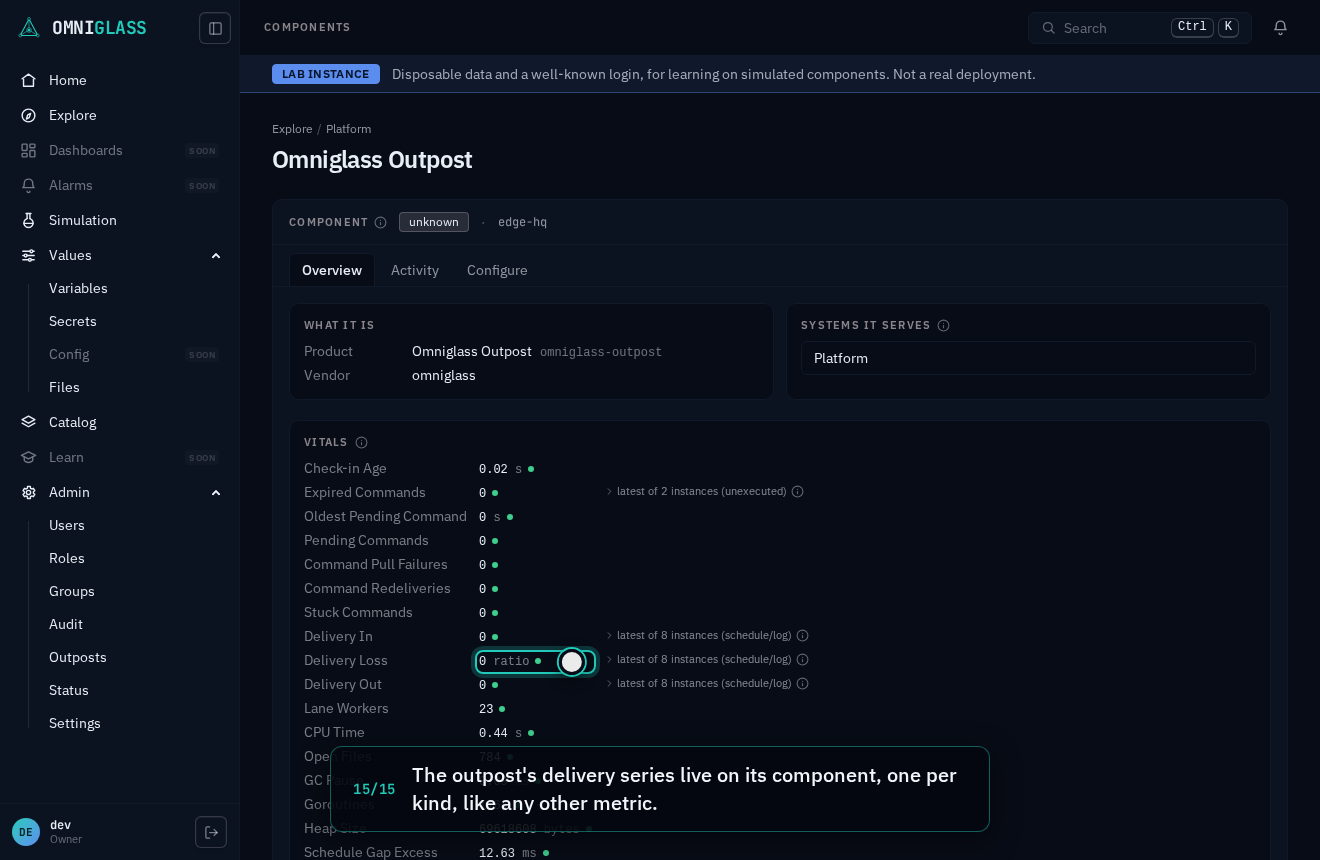 OMNIGLASS
COMPONENTS
Search
Ctrl K
LAB INSTANCE Disposable data and a well-known login, for learning on simulated components. Not a real deployment.
Home
Explore
Dashboards SOON
Alarms SOON
Simulation
Values
Variables
Secrets
Config SOON
Files
Catalog
Learn SOON
Admin
Users
Roles
Groups
Audit
Outposts
Status
Settings
DE dev
Owner
Explore / Platform
Omniglass Outpost
COMPONENT unknown · edge-hq
Overview Activity Configure
WHAT IT IS
Product Omniglass Outpost omniglass-outpost
Vendor omniglass
SYSTEMS IT SERVES
Platform
VITALS
Check-in Age 0.02 s
Expired Commands 0 latest of 2 instances (unexecuted)
Oldest Pending Command 0 s
Pending Commands 0
Command Pull Failures 0
Command Redeliveries 0
Stuck Commands 0
Delivery In 0 latest of 8 instances (schedule/log)
Delivery Loss 0 ratio latest of 8 instances (schedule/log)
Delivery Out 0 latest of 8 instances (schedule/log)
Lane Workers 23
CPU Time 0.44 s
Open Files 784
GC Pause
Goroutines
Heap Size bytes
Schedule Gap Excess 12.63 ms
15/15
The outpost's delivery series live on its component, one per
kind, like any other metric.